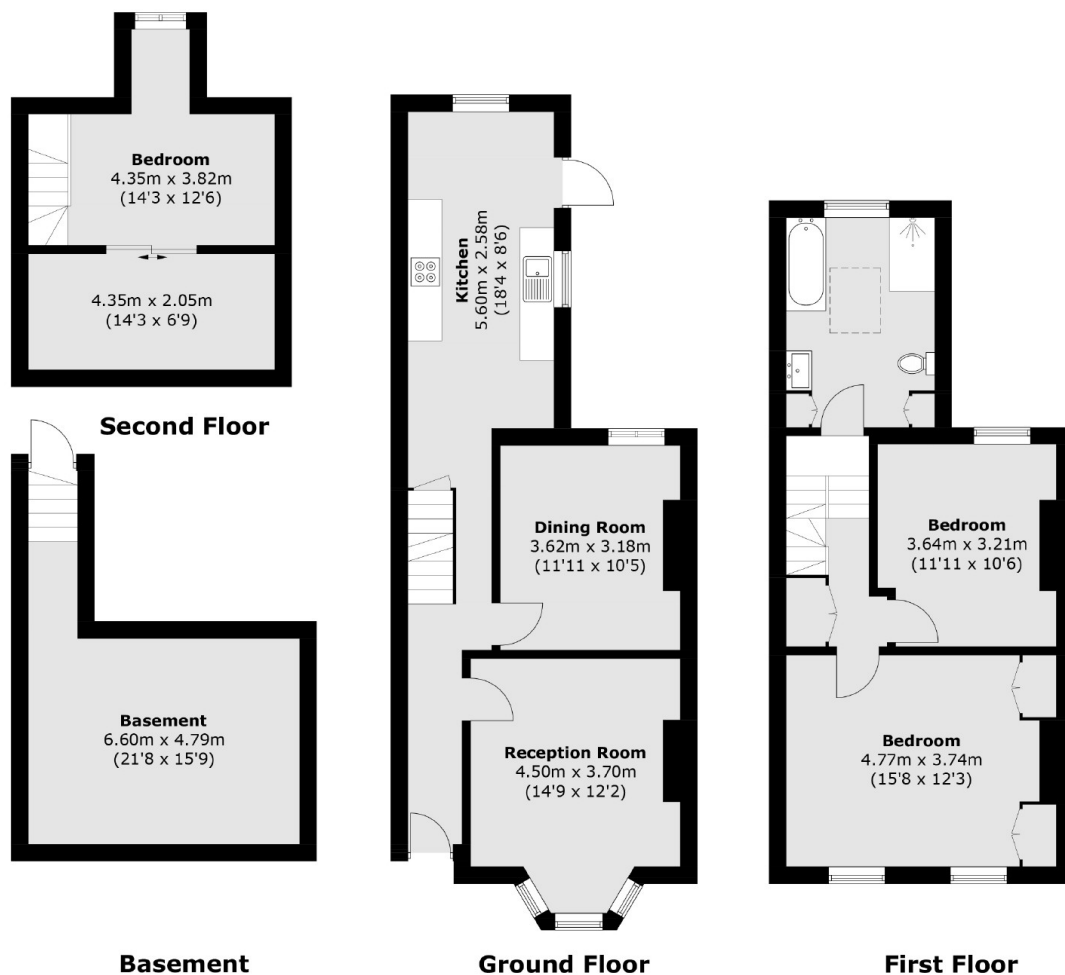 Bedroom
4.35m x 3.82m
(14'3 x 12'6)
4.35m x 2.05m
(14'3 x 6'9)
Second Floor
Basement
6.60m x 4.79m
(21'8 x 15'9)
Basement
Kitchen
5.60m x 2.58m
(18'4 x 8'6)
Dining Room
3.62m x 3.18m
(11'11 x 10'5)
Reception Room
4.50m x 3.70m
(14'9 x 12'2)
Ground Floor
Bedroom
3.64m x 3.21m
(11'11 x 10'6)
Bedroom
4.77m x 3.74m
(15'8 x 12'3)
First Floor